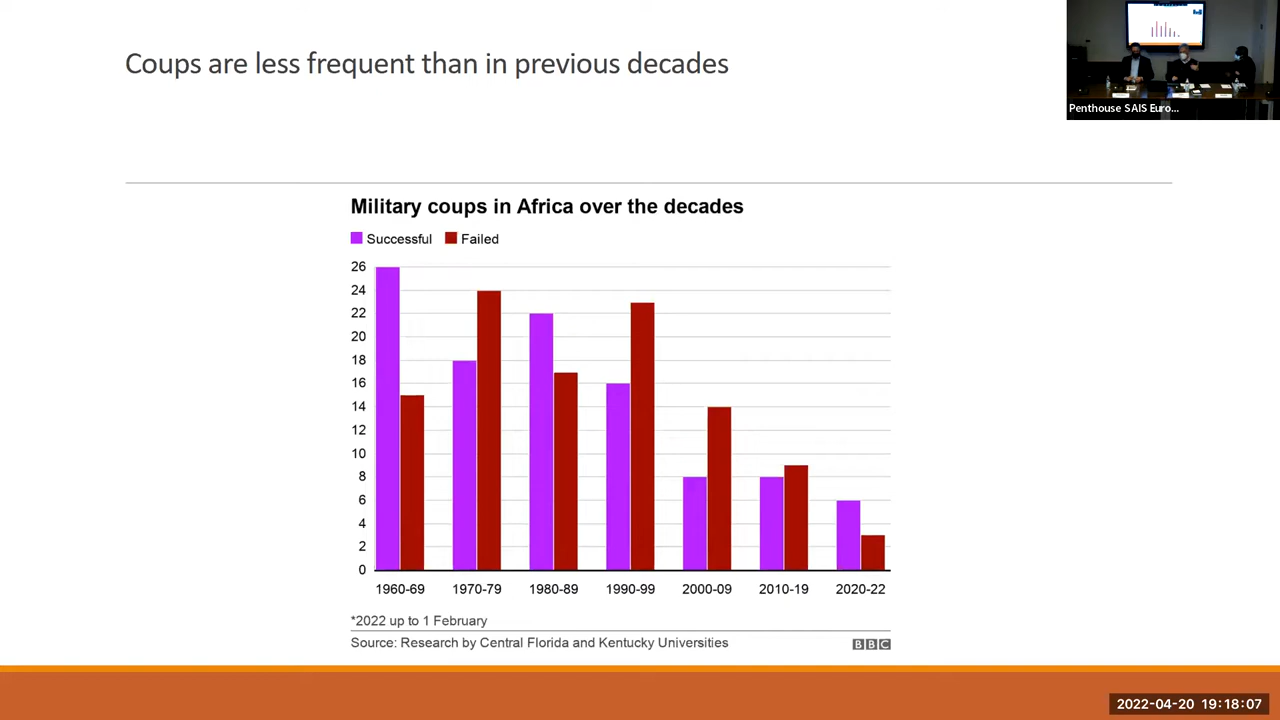 Coups are less frequent than in previous decades
Penthouse SAIS Euro...
Military coups in Africa over the decades
Successful Failed
26
24
22
20
18
16
14
12
10
8
6
4
2
0
1960-69 1970-79 1980-89 1990-99 2000-09 2010-19 2020-22
*2022 up to 1 February
Source: Research by Central Florida and Kentucky Universities
BBC
2022-04-20 19:18:07